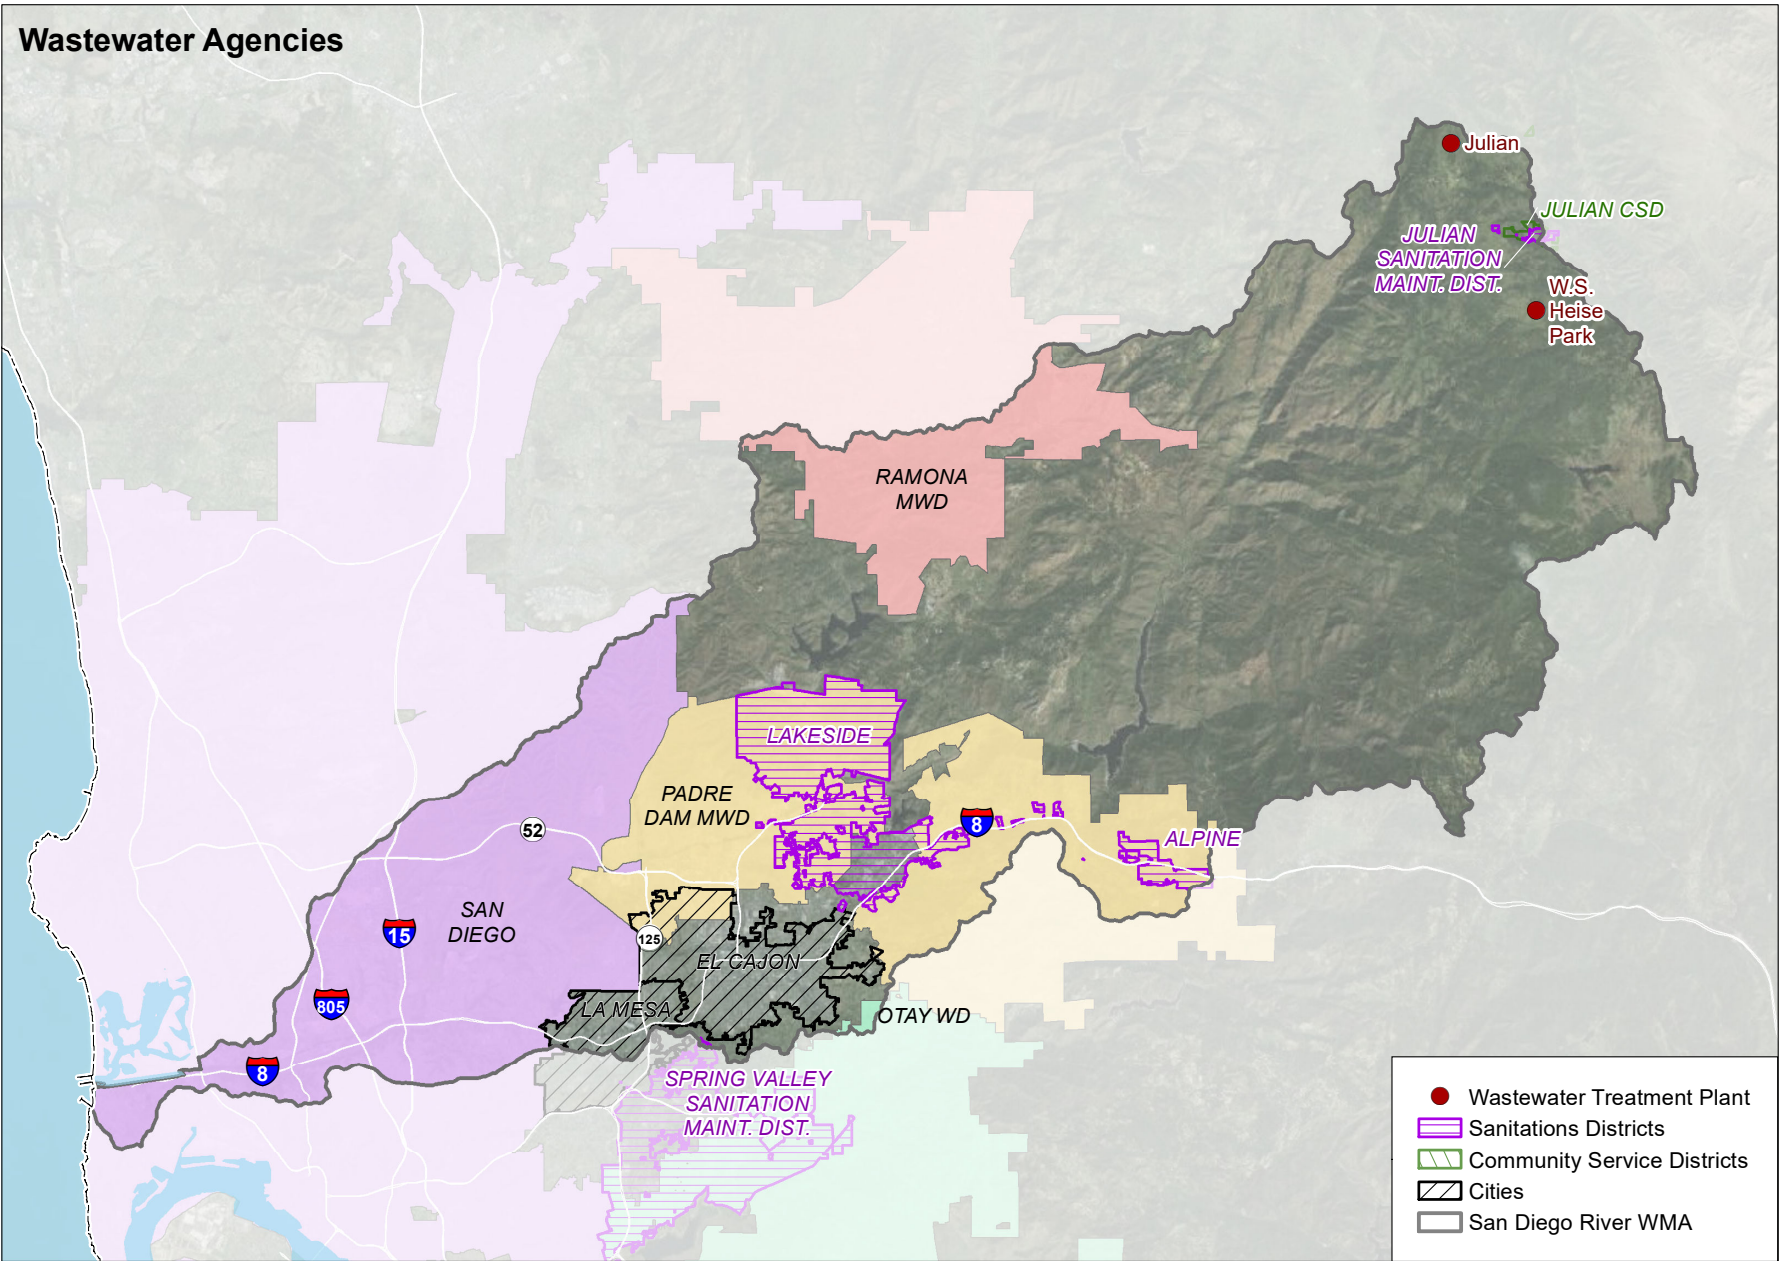 Wastewater Agencies
Julian
JULIAN CSD
JULIAN
SANITATION
MAINT. DIST.
W.S.
Heise
Park
RAMONA
MWD
LAKESIDE
PADRE
DAM MWD
52
8
ALPINE
SAN
DIEGO
15
125
EL CAJON
805
LA MESA
OTAY WD
8
SPRING VALLEY
SANITATION
MAINT. DIST.
Wastewater Treatment Plant
Sanitations Districts
Community Service Districts
Cities
San Diego River WMA